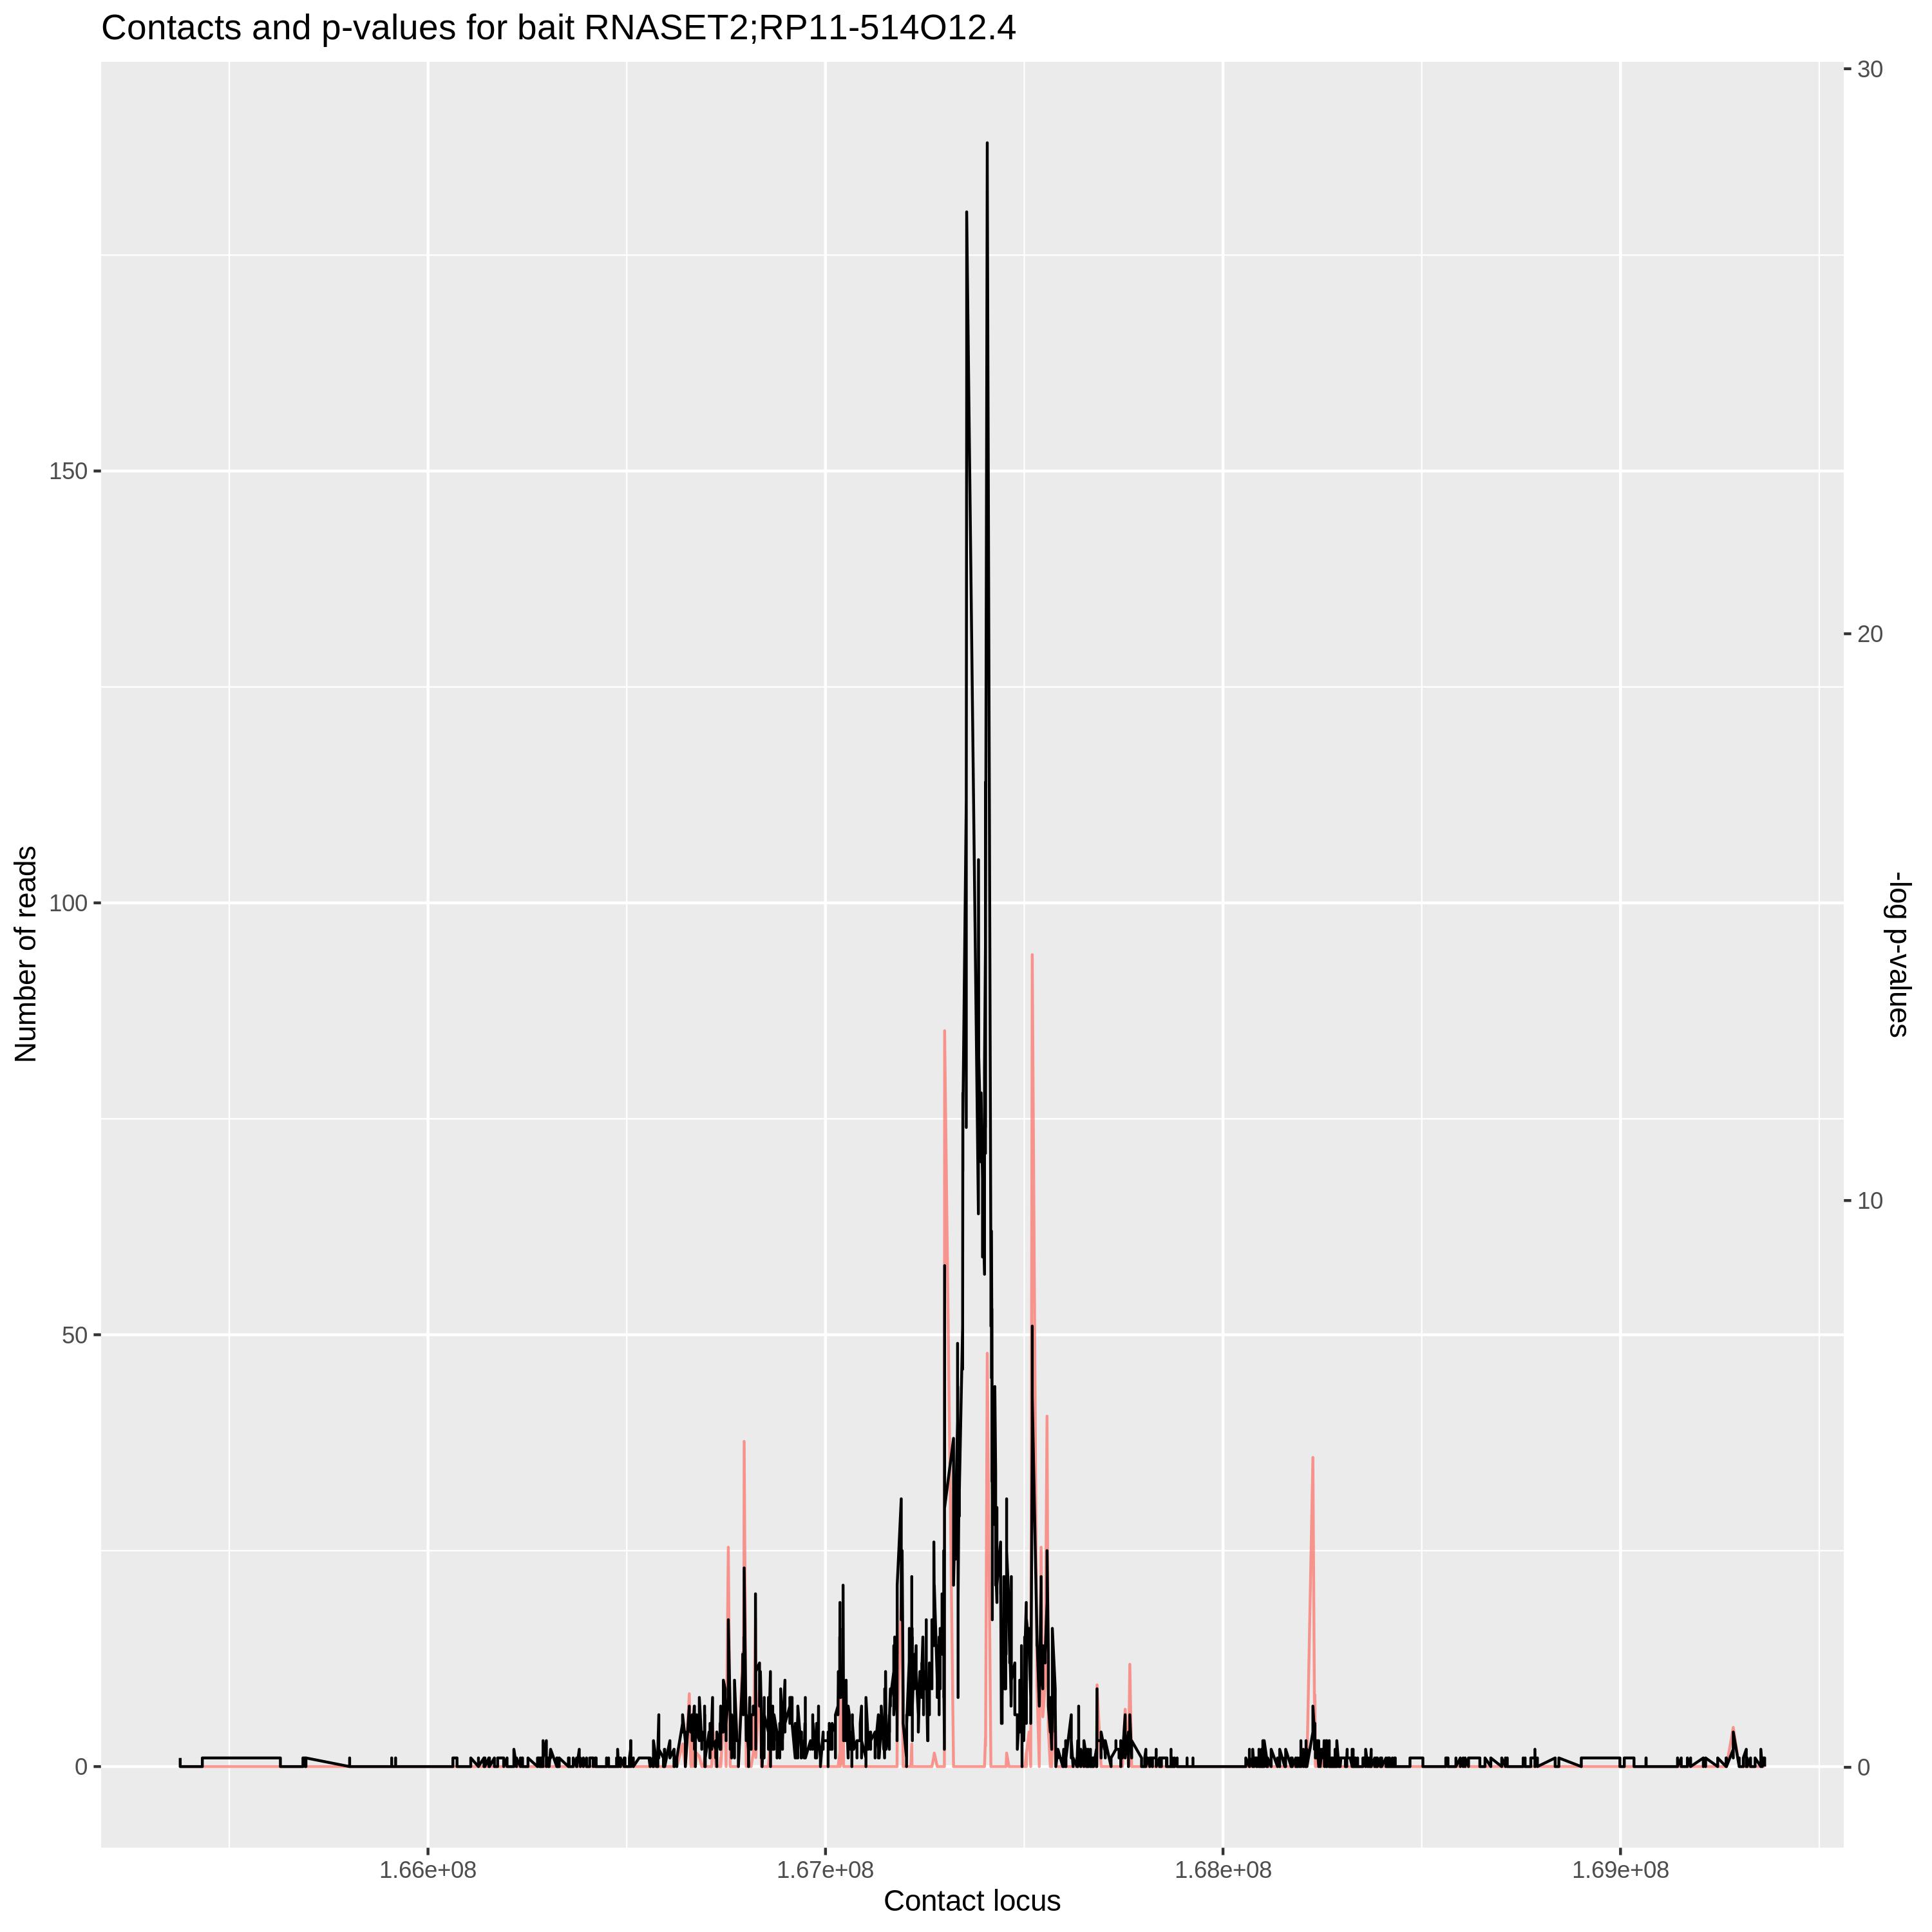 Contacts and p-values for bait RNASET2;RP11-514O12.4
30
150
20
Number of reads
-log p-values
100
10
50
0
0
1.66e+08
1.67e+08
1.68e+08
1.69e+08
Contact locus